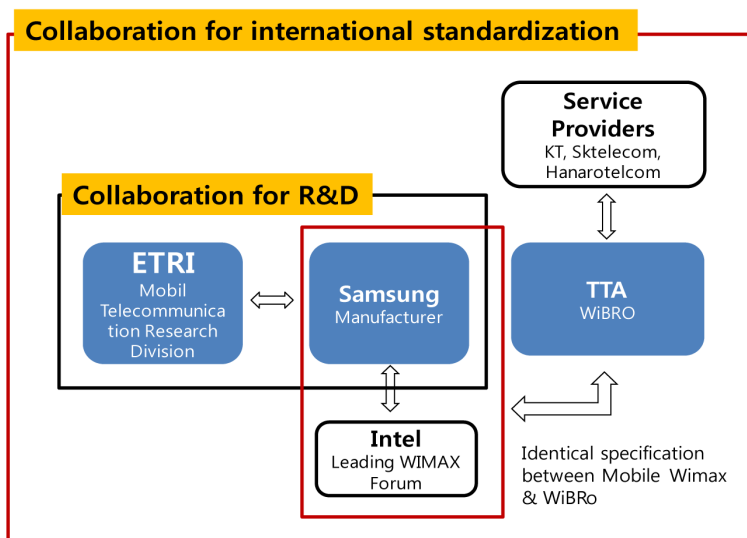 Collaboration for international standardization
Service
Providers
KT, Sktelecom,
Hanarotelcom
Collaboration for R&D
ETRI
Mobil
Telecommunica
tion Research
Division
Samsung
Manufacturer
TTA
WiBRO
Intel
Leading WIMAX
Forum
Identical specification
between Mobile Wimax
& WiBRo